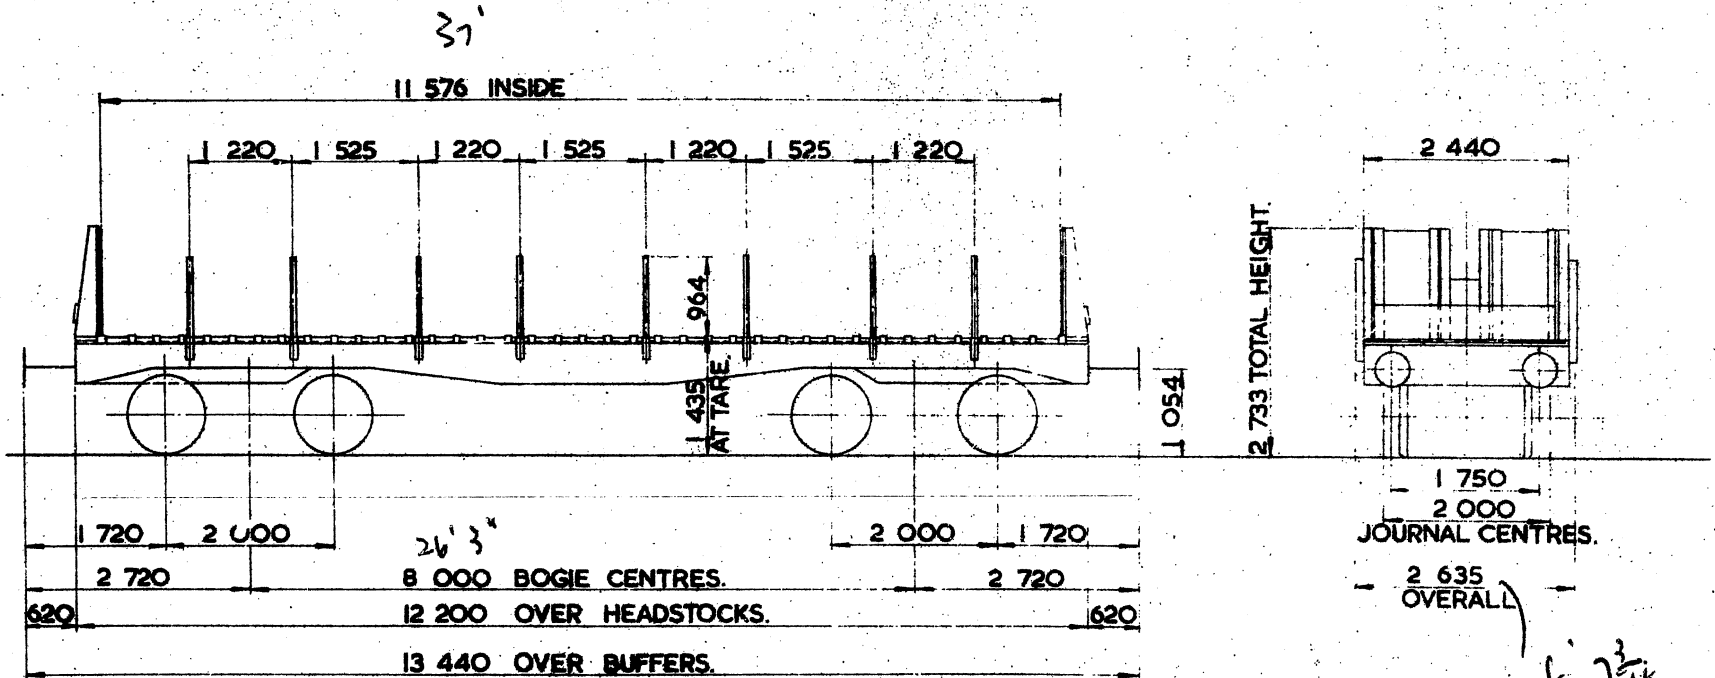 37'
11 576 INSIDE
1 220 1 525 1 220 1 525 1 220 1 525 1 220
2 440
964
1 435
AT TARE.
1 054
2 733 TOTAL HEIGHT.
1 720 2 000 2 000 1 720
26' 3"
2 720 8 000 BOGIE CENTRES. 2 720
620 12 200 OVER HEADSTOCKS. 620
13 440 OVER BUFFERS.
1 750
2 000
JOURNAL CENTRES.
2 635
OVERALL